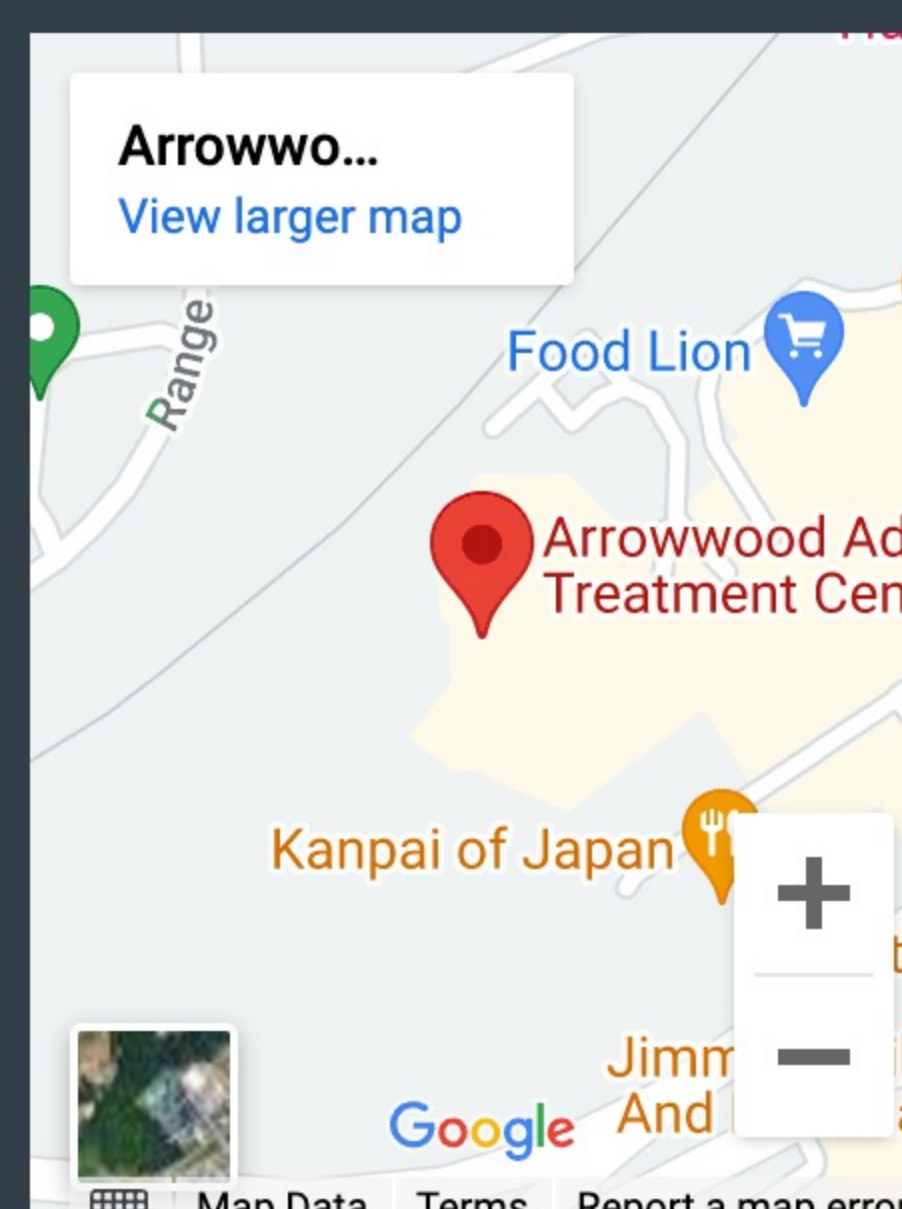 Arrowwo...
View larger map
Range
Food Lion
Arrowwood Ad
Treatment Cen
Kanpai of Japan
Jimm
And
Google
Map Data
Terms
Report a map error